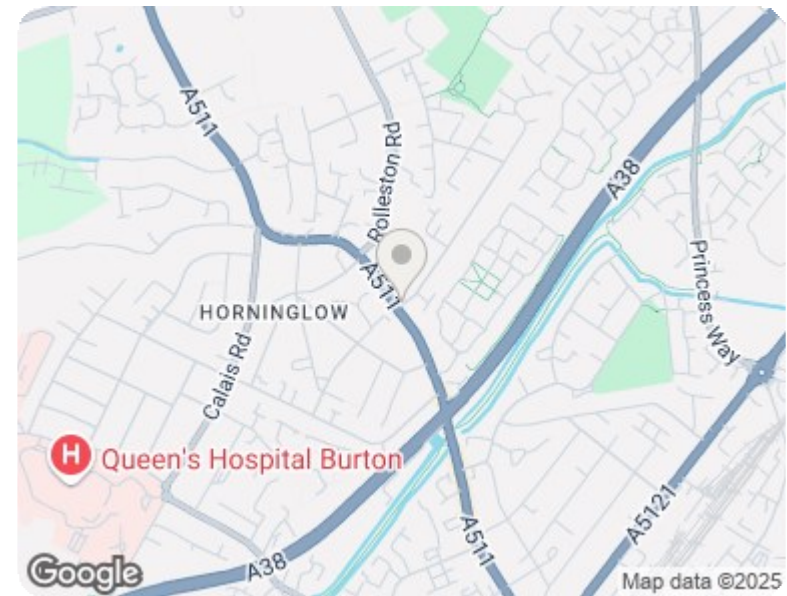 A511
Rolleston Rd
A38
A511
Princess Way
HORNINGLOW
Calais Rd
H Queen's Hospital Burton
A5121
A511
A38
Google
Map data ©2025